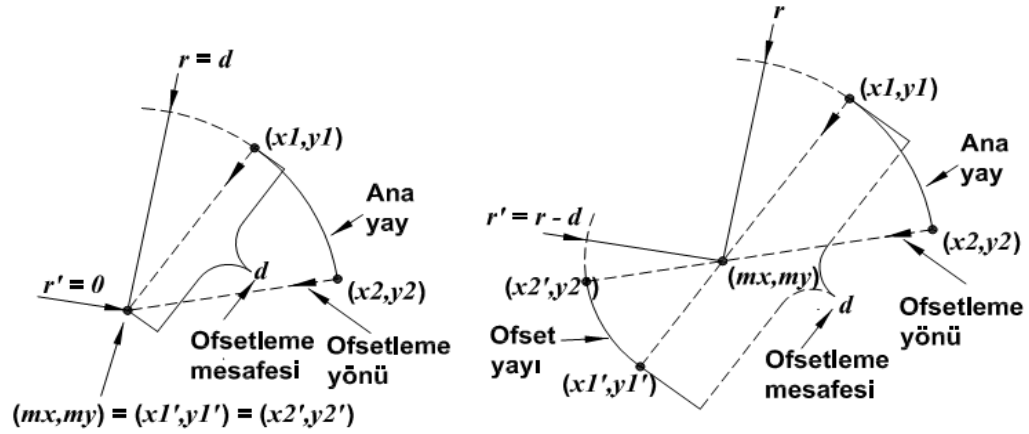 r = d
(x1,y1)
Ana
yay
r' = 0
d
(x2,y2)
Ofsetleme
mesafesi
Ofsetleme
yönü
(mx,my) = (x1',y1') = (x2',y2')
r
(x1,y1)
Ana
yay
r' = r - d
(x2,y2)
(x2',y2')
(mx,my)
d
Ofsetleme
yönü
Ofset
yayı
Ofsetleme
mesafesi
(x1',y1')